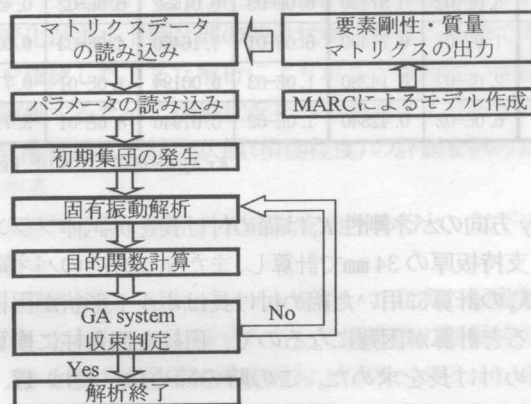 マトリクスデータ
の読み込み
要素剛性・質量
マトリクスの出力
パラメータの読み込み
MARCによるモデル作成
初期集団の発生
固有振動解析
目的関数計算
GA system
収束判定
No
Yes
解析終了